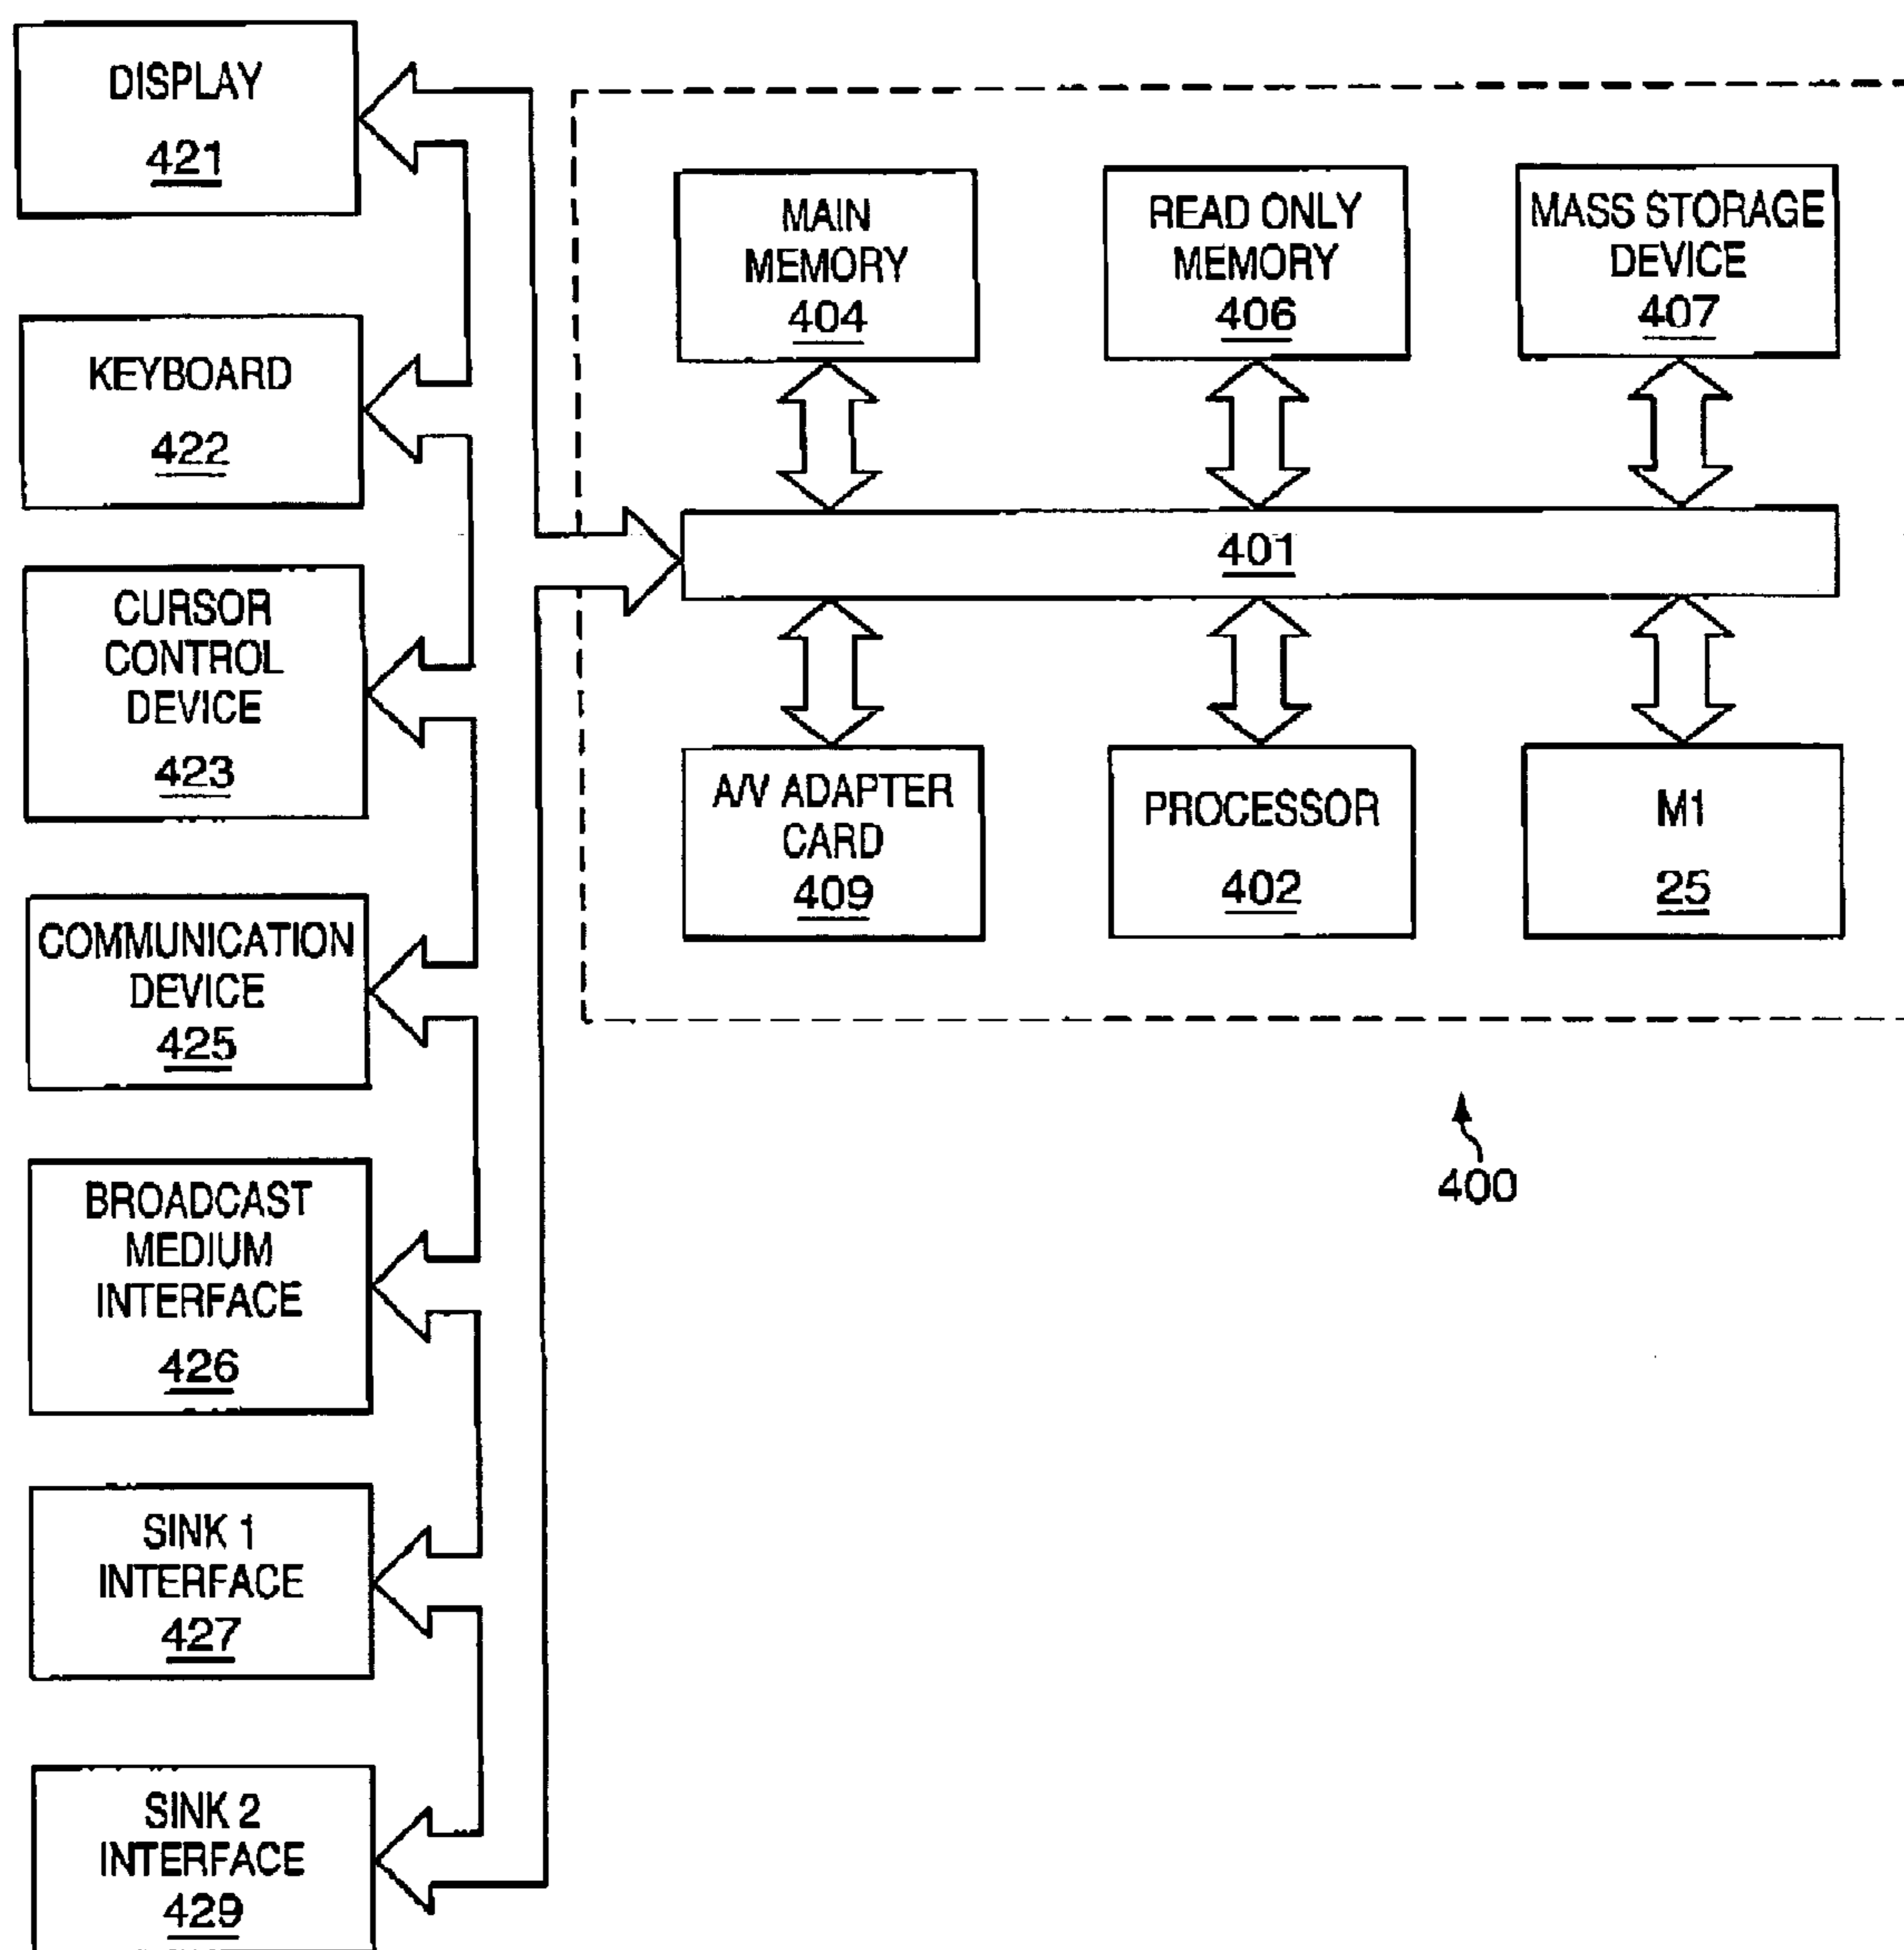 DISPLAY
421
KEYBOARD
422
CURSOR
CONTROL
DEVICE
423
COMMUNICATION
DEVICE
425
BROADCAST
MEDIUM
INTERFACE
426
SINK 1
INTERFACE
427
SINK 2
INTERFACE
429
MAIN
MEMORY
404
READ ONLY
MEMORY
406
MASS STORAGE
DEVICE
407
401
A/V ADAPTER
CARD
409
PROCESSOR
402
M1
25
400